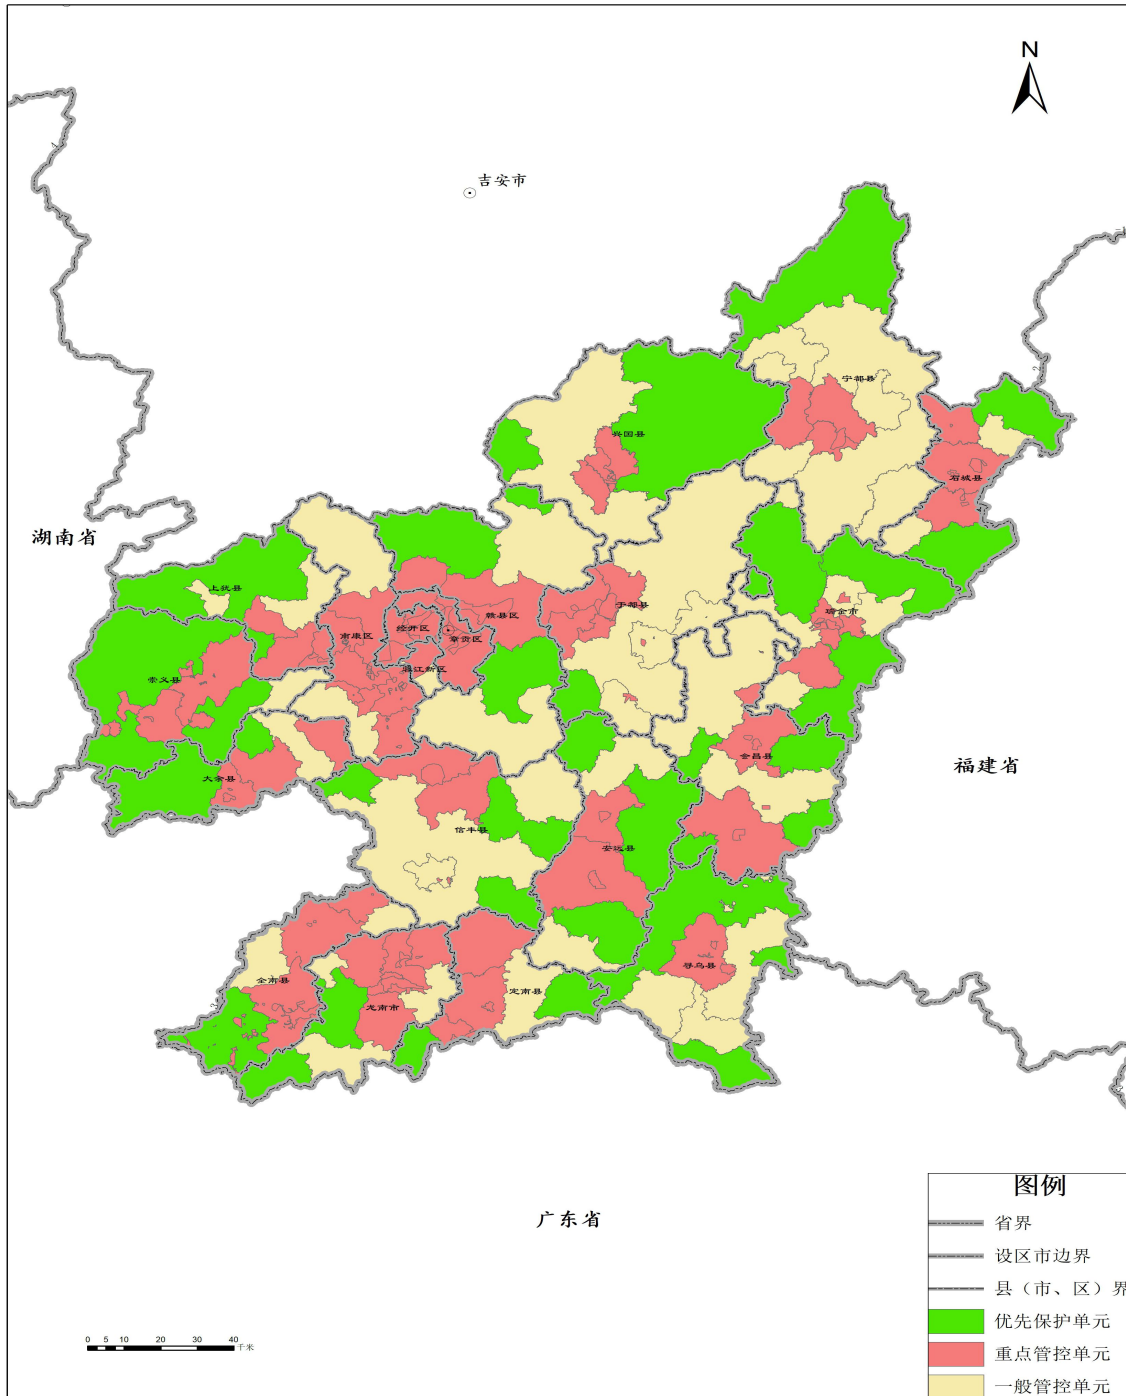 N
吉安市
宁都县
兴国县
石城县
湖南省
上犹县
于都县
瑞金市
赣县区
经开区
南康区
章贡区
蓉江新区
崇义县
会昌县
福建省
大余县
信丰县
安远县
寻乌县
全南县
定南县
龙南市
广东省
图例
省界
设区市边界
县（市、区）界
优先保护单元
重点管控单元
一般管控单元
0 5 10 20 30 40
千米